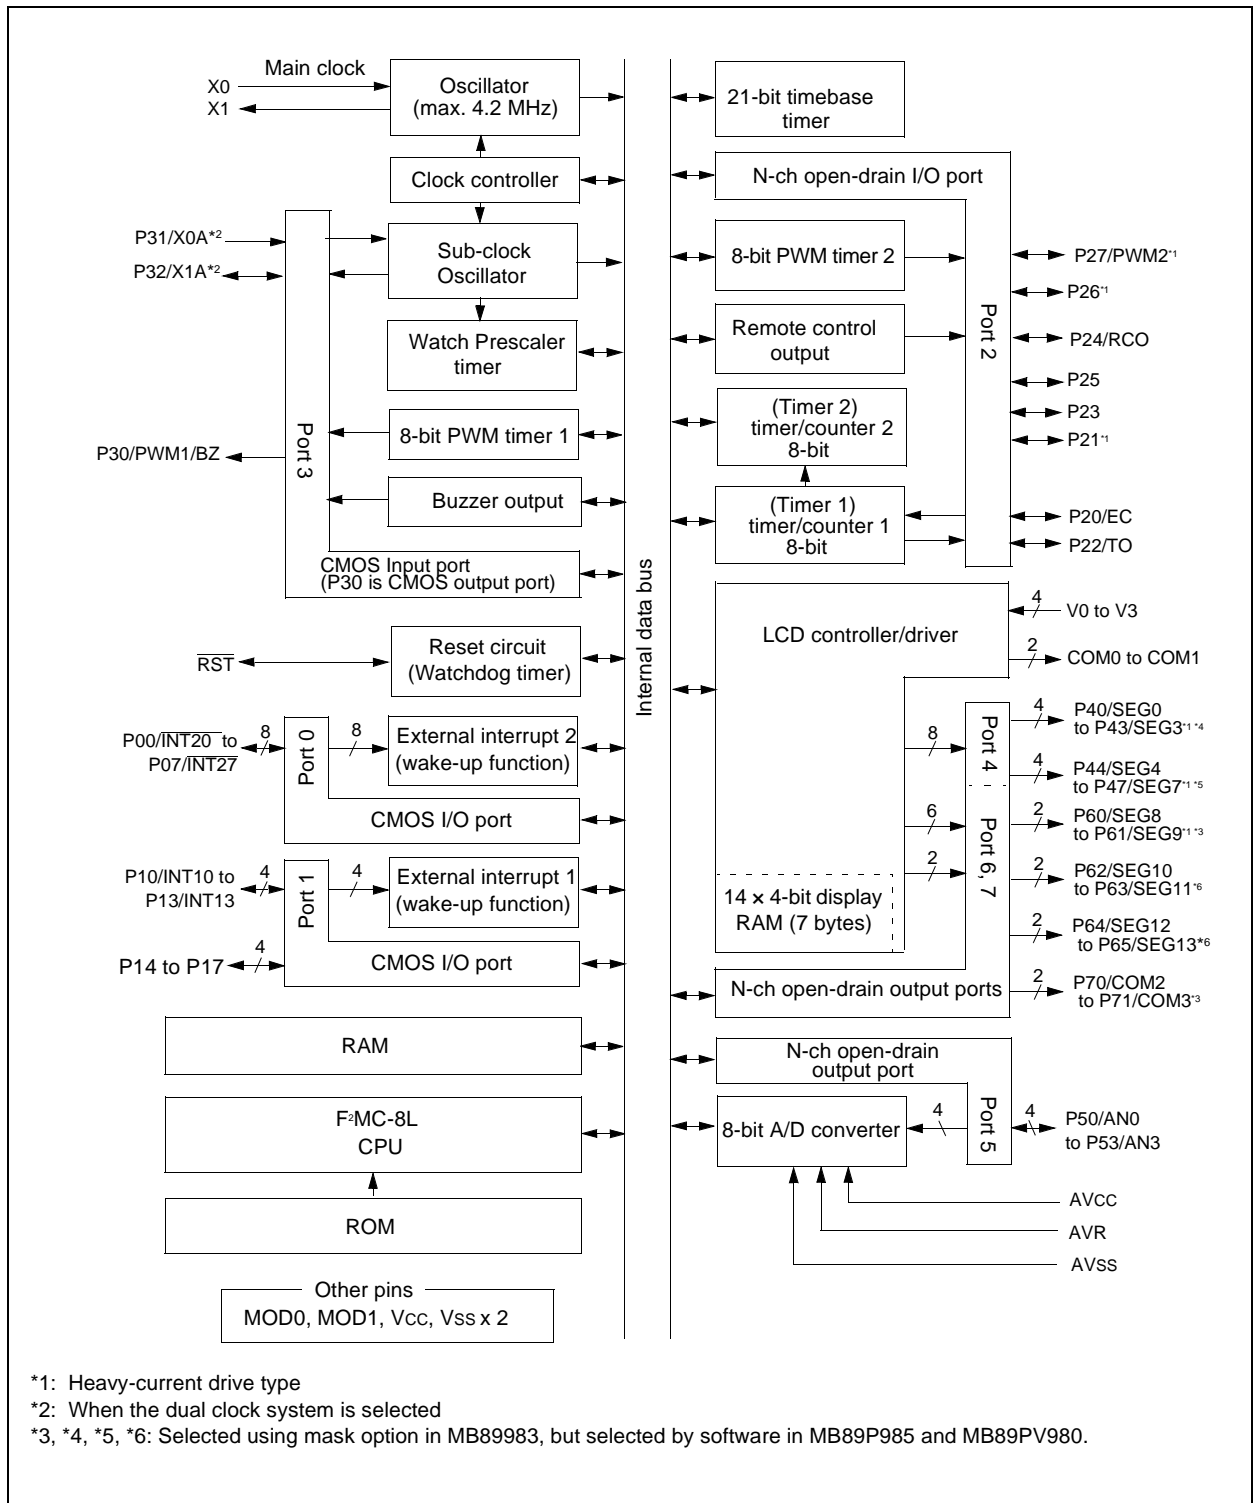 Main clock
X0
X1
Oscillator
(max. 4.2 MHz)
Clock controller
P31/X0A*2
P32/X1A*2
Sub-clock
Oscillator
Watch Prescaler
timer
Port 3
8-bit PWM timer 1
P30/PWM1/BZ
Buzzer output
CMOS Input port
(P30 is CMOS output port)
RST
Reset circuit
(Watchdog timer)
P00/INT20 to
P07/INT27
8
Port 0
8
External interrupt 2
(wake-up function)
CMOS I/O port
P10/INT10 to
P13/INT13
4
Port 1
4
External interrupt 1
(wake-up function)
P14 to P17
4
CMOS I/O port
RAM
F2MC-8L
CPU
ROM
Other pins
MOD0, MOD1, VCC, VSS x 2
Internal data bus
21-bit timebase
timer
N-ch open-drain I/O port
8-bit PWM timer 2
Remote control
output
(Timer 2)
timer/counter 2
8-bit
(Timer 1)
timer/counter 1
8-bit
Port 2
P27/PWM2*1
P26*1
P24/RCO
P25
P23
P21*1
P20/EC
P22/TO
LCD controller/driver
4
V0 to V3
2
COM0 to COM1
8
Port 4
4
P40/SEG0
to P43/SEG3*1 *4
4
P44/SEG4
to P47/SEG7*1 *5
6
2
Port 6, 7
2
P60/SEG8
to P61/SEG9*1 *3
2
P62/SEG10
to P63/SEG11*6
2
P64/SEG12
to P65/SEG13*6
2
P70/COM2
to P71/COM3*3
14 × 4-bit display
RAM (7 bytes)
N-ch open-drain output ports
N-ch open-drain
output port
8-bit A/D converter
4
Port 5
4
P50/AN0
to P53/AN3
AVCC
AVR
AVSS
*1: Heavy-current drive type
*2: When the dual clock system is selected
*3, *4, *5, *6: Selected using mask option in MB89983, but selected by software in MB89P985 and MB89PV980.